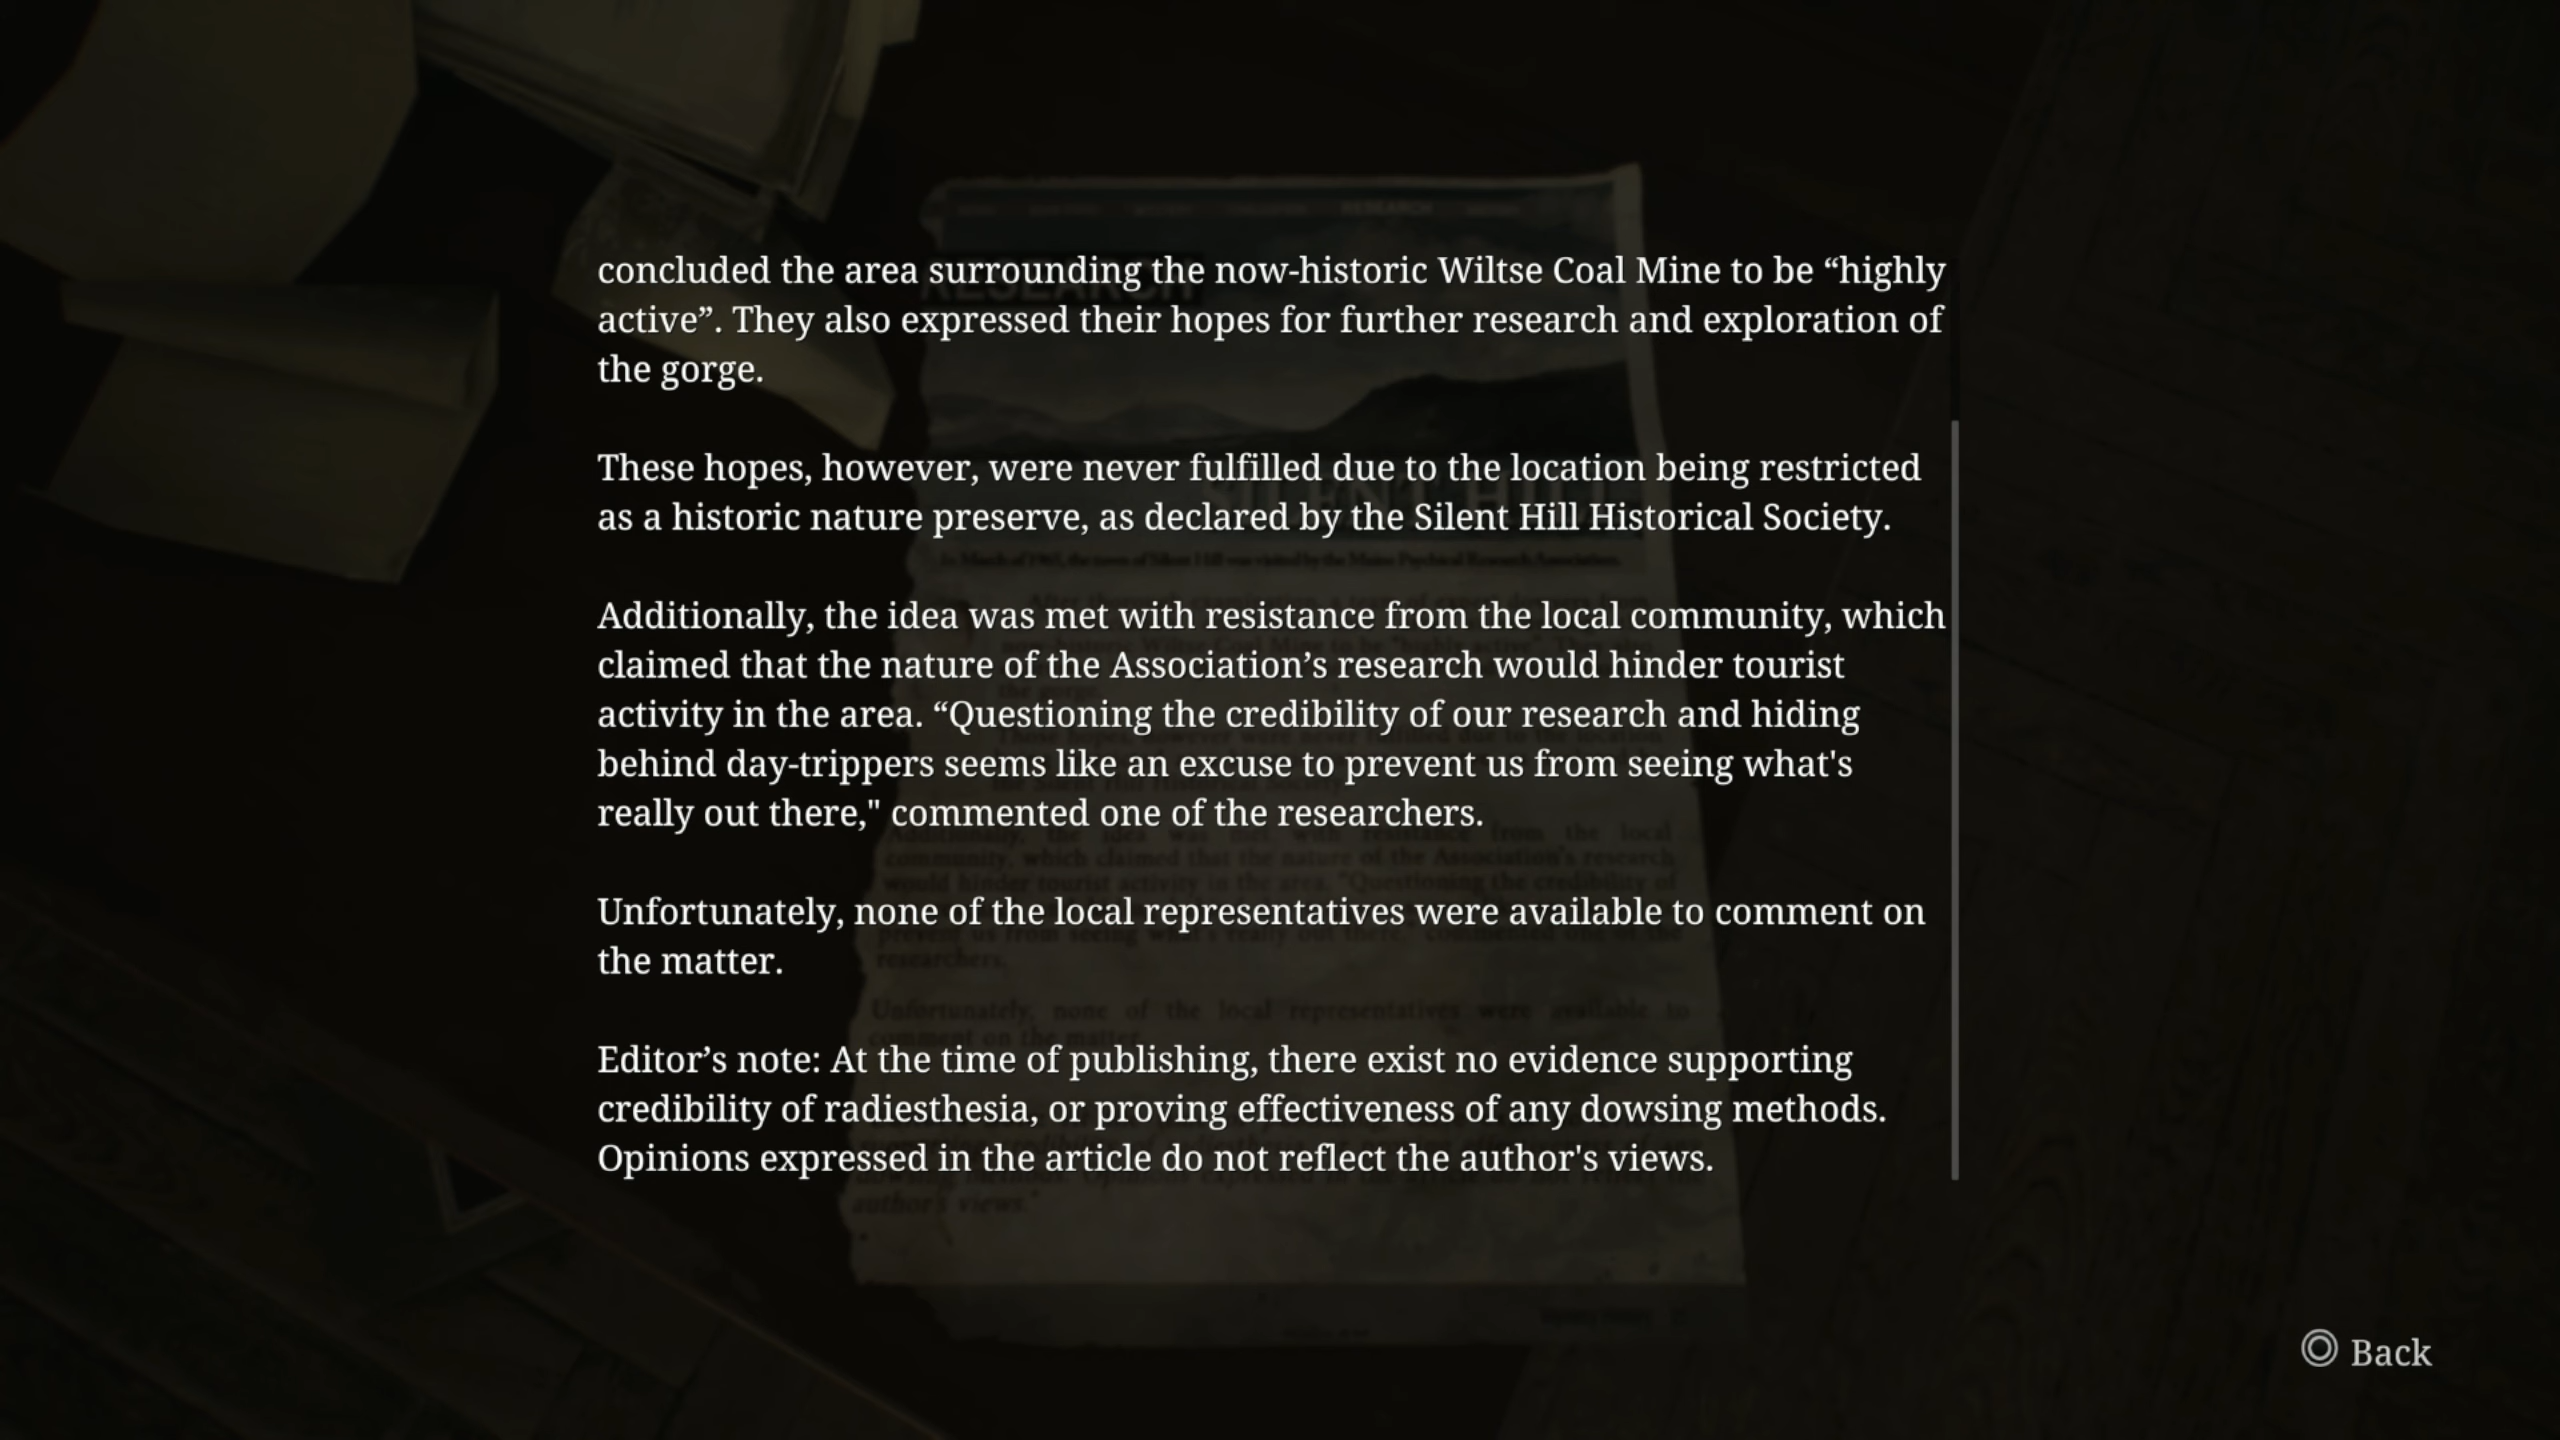 concluded the area surrounding the now-historic Wiltse Coal Mine to be “highly
active”. They also expressed their hopes for further research and exploration of
the gorge.
These hopes, however, were never fulfilled due to the location being restricted
as a historic nature preserve, as declared by the Silent Hill Historical Society.
Additionally, the idea was met with resistance from the local community, which
claimed that the nature of the Association’s research would hinder tourist
activity in the area. “Questioning the credibility of our research and hiding
behind day-trippers seems like an excuse to prevent us from seeing what's
really out there," commented one of the researchers.
Unfortunately, none of the local representatives were available to comment on
the matter.
Editor’s note: At the time of publishing, there exist no evidence supporting
credibility of radiesthesia, or proving effectiveness of any dowsing methods.
Opinions expressed in the article do not reflect the author's views.
Back